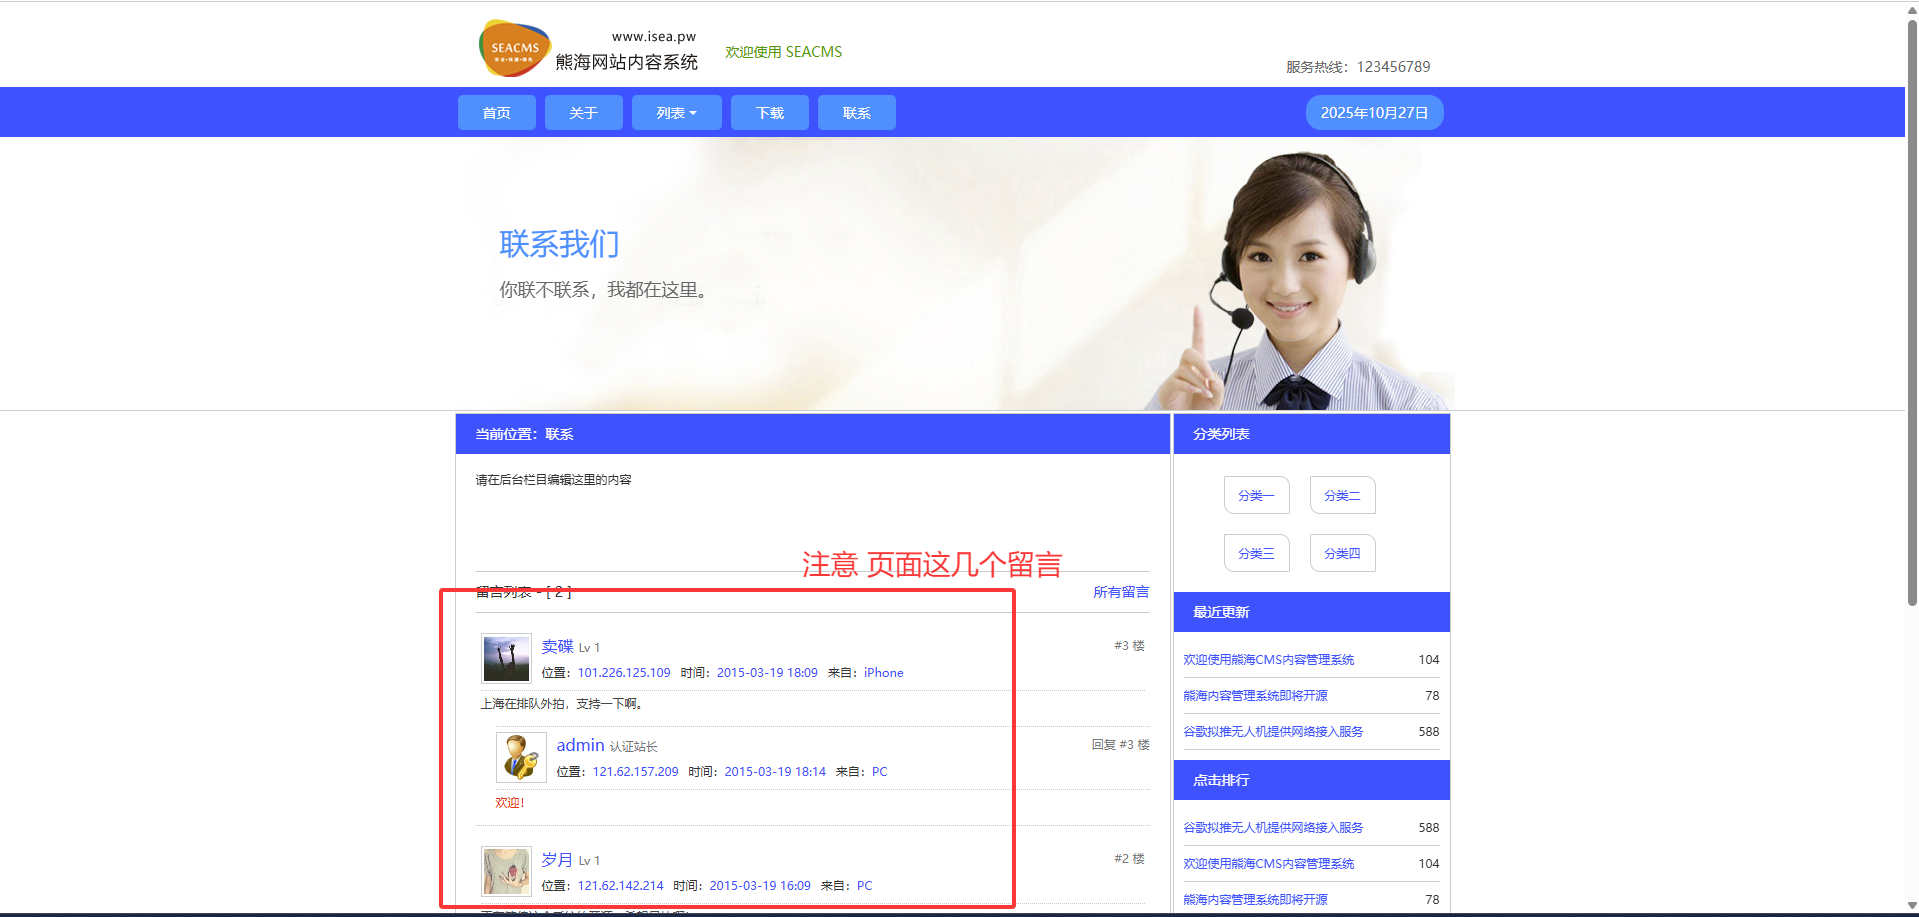 SEACMS
www.isea.pw
熊海网站内容系统
欢迎使用 SEACMS
服务热线：123456789
首页 关于 列表 下载 联系 2025年10月27日
联系我们
你联不联系，我都在这里。
当前位置：联系
请在后台栏目编辑这里的内容
注意 页面这几个留言
留言列表 - [ 2 ] 所有留言
卖碟 Lv 1 #3 楼
位置：101.226.125.109 时间：2015-03-19 18:09 来自：iPhone
上海在排队外拍，支持一下啊。
admin 认证站长 回复 #3 楼
位置：121.62.157.209 时间：2015-03-19 18:14 来自：PC
欢迎！
岁月 Lv 1 #2 楼
位置：121.62.142.214 时间：2015-03-19 16:09 来自：PC
分类列表
分类一 分类二
分类三 分类四
最近更新
欢迎使用熊海CMS内容管理系统 104
熊海内容管理系统即将开源 78
谷歌拟推无人机提供网络接入服务 588
点击排行
谷歌拟推无人机提供网络接入服务 588
欢迎使用熊海CMS内容管理系统 104
熊海内容管理系统即将开源 78